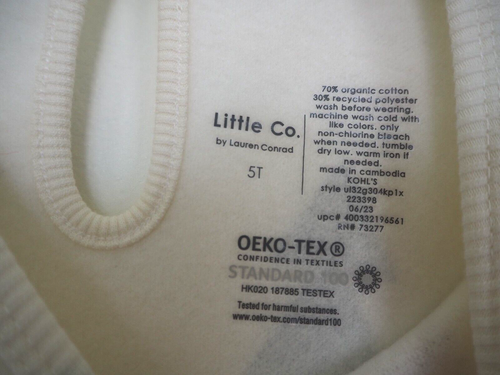 Little Co.
by Lauren Conrad
5T
70% organic cotton
30% recycled polyester
wash before wearing.
machine wash cold with
like colors. only
non-chlorine bleach
when needed. tumble
dry low. warm iron if
needed.
made in cambodia
KOHL'S
style ul32g304kp1x
223398
06/23
upc# 400332196561
RN# 73277
OEKO-TEX®
CONFIDENCE IN TEXTILES
STANDARD 100
HK020 187885 TESTEX
Tested for harmful substances.
www.oeko-tex.com/standard100